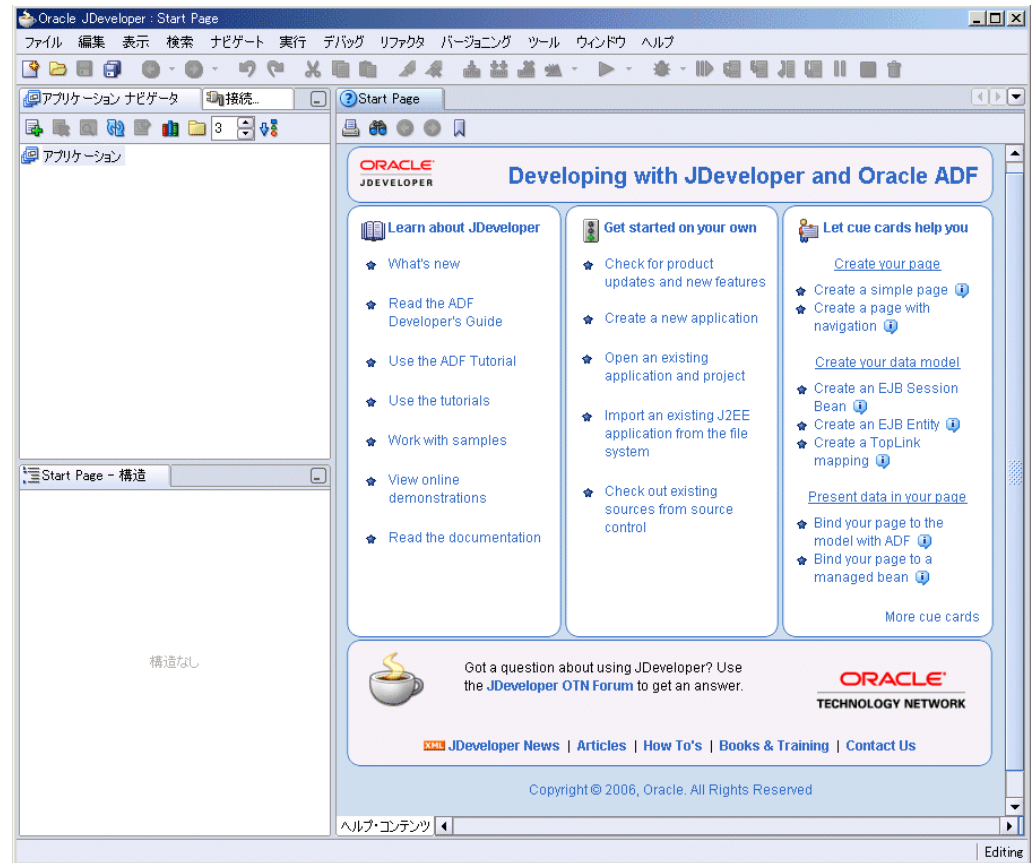 Oracle JDeveloper : Start Page
ファイル 編集 表示 検索 ナビゲート 実行 デバッグ リファクタ バージョニング ツール ウィンドウ ヘルプ
アプリケーション ナビゲータ
接続...
Start Page
3
アプリケーション
ORACLE
JDEVELOPER
Developing with JDeveloper and Oracle ADF
Learn about JDeveloper
What's new
Read the ADF
Developer's Guide
Use the ADF Tutorial
Use the tutorials
Work with samples
View online
demonstrations
Read the documentation
Get started on your own
Check for product
updates and new features
Create a new application
Open an existing
application and project
Import an existing J2EE
application from the file
system
Check out existing
sources from source
control
Let cue cards help you
Create your page
Create a simple page
Create a page with
navigation
Create your data model
Create an EJB Session
Bean
Create an EJB Entity
Create a TopLink
mapping
Present data in your page
Bind your page to the
model with ADF
Bind your page to a
managed bean
More cue cards
Start Page - 構造
構造なし
Got a question about using JDeveloper? Use
the JDeveloper OTN Forum to get an answer.
ORACLE
TECHNOLOGY NETWORK
XML JDeveloper News | Articles | How To's | Books & Training | Contact Us
Copyright © 2006, Oracle. All Rights Reserved
ヘルプ・コンテンツ
Editing